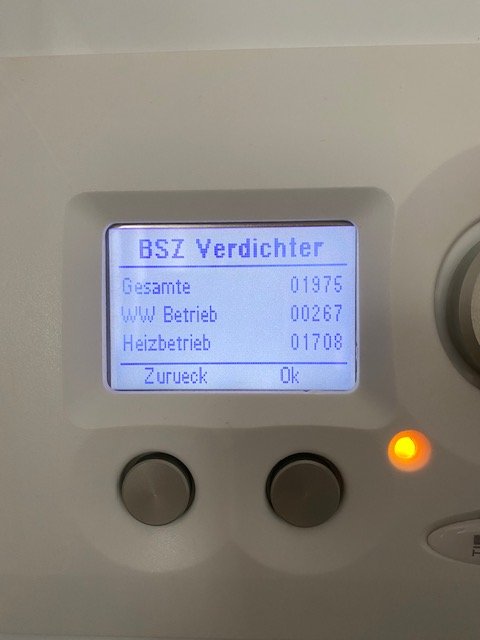 BSZ Verdichter
Gesamte 01975
WW Betrieb 00267
Heizbetrieb 01708
Zurueck Ok